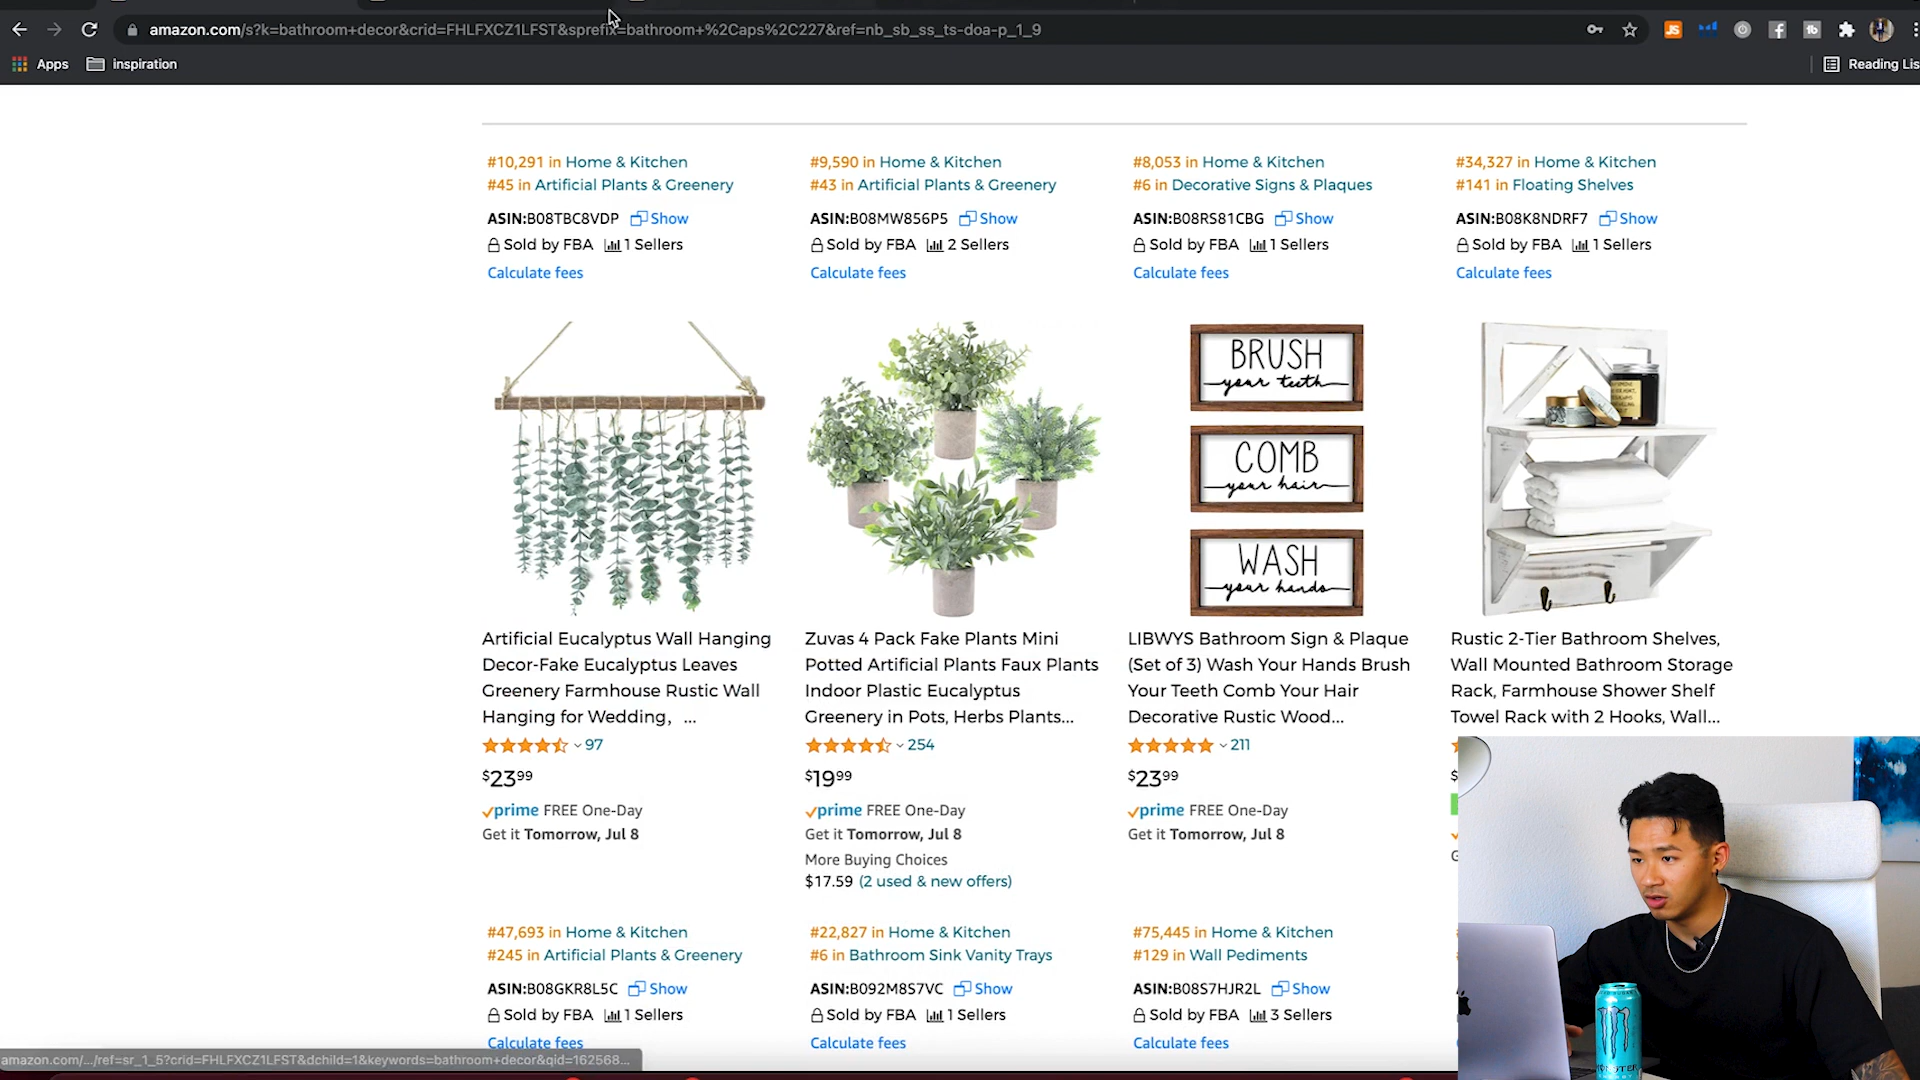 amazon.com/s?k=bathroom+decor&crid=FHLFXCZ1LFST&sprefix=bathroom+%2Caps%2C227&ref=nb_sb_ss_ts-doa-p_1_9
Apps
inspiration
Reading Lis
#10,291 in Home & Kitchen
#45 in Artificial Plants & Greenery
ASIN:B08TBC8VDP Show
Sold by FBA 1 Sellers
Calculate fees
#9,590 in Home & Kitchen
#43 in Artificial Plants & Greenery
ASIN:B08MW856P5 Show
Sold by FBA 2 Sellers
Calculate fees
#8,053 in Home & Kitchen
#6 in Decorative Signs & Plaques
ASIN:B08RS81CBG Show
Sold by FBA 1 Sellers
Calculate fees
#34,327 in Home & Kitchen
#141 in Floating Shelves
ASIN:B08K8NDRF7 Show
Sold by FBA 1 Sellers
Calculate fees
BRUSH
your teeth
COMB
your hair
WASH
your hands
Artificial Eucalyptus Wall Hanging
Decor-Fake Eucalyptus Leaves
Greenery Farmhouse Rustic Wall
Hanging for Wedding， ...
97
$23.99
prime FREE One-Day
Get it Tomorrow, Jul 8
Zuvas 4 Pack Fake Plants Mini
Potted Artificial Plants Faux Plants
Indoor Plastic Eucalyptus
Greenery in Pots, Herbs Plants...
254
$19.99
prime FREE One-Day
Get it Tomorrow, Jul 8
More Buying Choices
$17.59 (2 used & new offers)
LIBWYS Bathroom Sign & Plaque
(Set of 3) Wash Your Hands Brush
Your Teeth Comb Your Hair
Decorative Rustic Wood...
211
$23.99
prime FREE One-Day
Get it Tomorrow, Jul 8
Rustic 2-Tier Bathroom Shelves,
Wall Mounted Bathroom Storage
Rack, Farmhouse Shower Shelf
Towel Rack with 2 Hooks, Wall...
$
#47,693 in Home & Kitchen
#245 in Artificial Plants & Greenery
ASIN:B08GKR8L5C Show
Sold by FBA 1 Sellers
Calculate fees
#22,827 in Home & Kitchen
#6 in Bathroom Sink Vanity Trays
ASIN:B092M8S7VC Show
Sold by FBA 1 Sellers
Calculate fees
#75,445 in Home & Kitchen
#129 in Wall Pediments
ASIN:B08S7HJR2L Show
Sold by FBA 3 Sellers
Calculate fees
amazon.com/.../ref=sr_1_5?crid=FHLFXCZ1LFST&dchild=1&keywords=bathroom+decor&qid=162568...
MONSTER